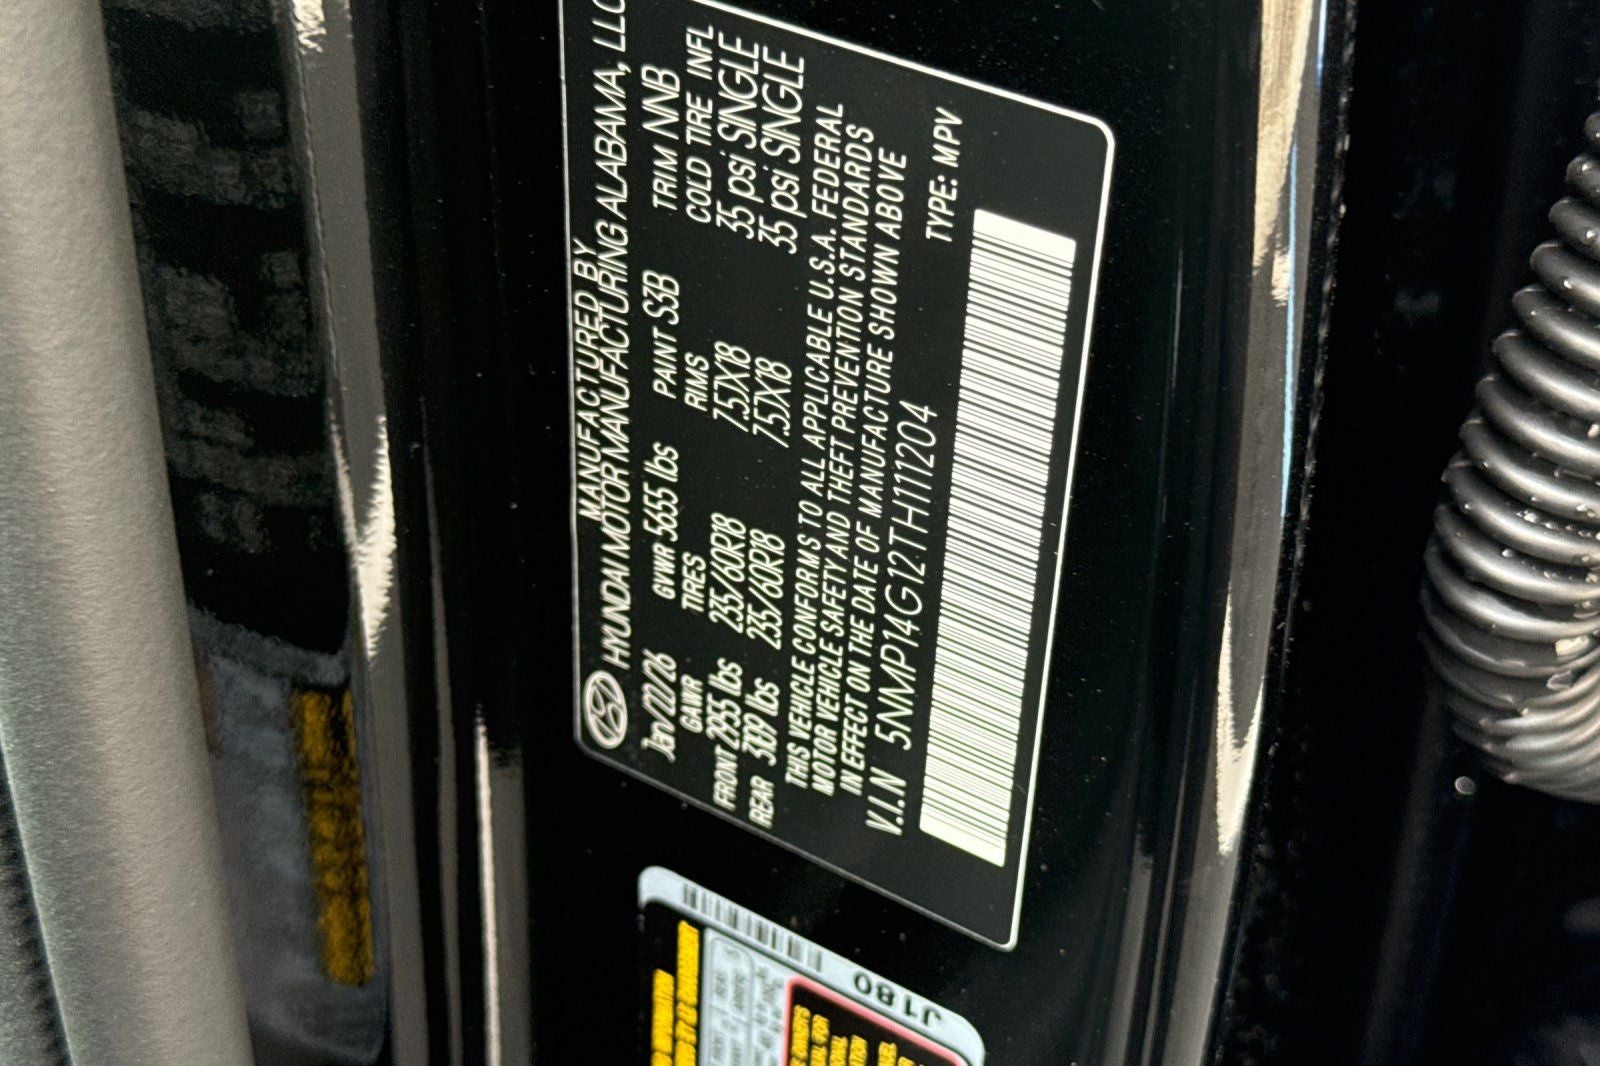 MANUFACTURED BY
HYUNDAI MOTOR MANUFACTURING ALABAMA, LLC
Jan/22/26 GVWR 5655 lbs PAINT S3B TRIM NNB
GAWR TIRES RIMS COLD TIRE INFL
FRONT 2955 lbs 235/60R18 7.5JX18 35 psi SINGLE
REAR 3109 lbs 235/60R18 7.5JX18 35 psi SINGLE
THIS VEHICLE CONFORMS TO ALL APPLICABLE U.S.A. FEDERAL
MOTOR VEHICLE SAFETY AND THEFT PREVENTION STANDARDS
IN EFFECT ON THE DATE OF MANUFACTURE SHOWN ABOVE
V.I.N 5NMP14G12TH111204 TYPE: MPV
J180